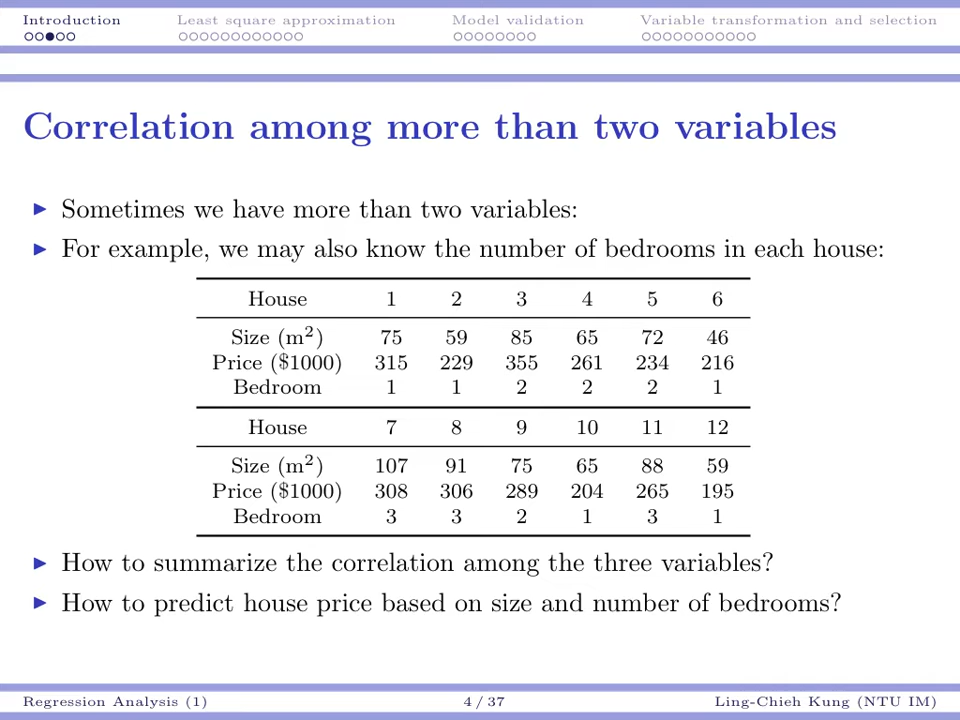 Introduction Least square approximation Model validation Variable transformation and selection
Correlation among more than two variables
Sometimes we have more than two variables:
For example, we may also know the number of bedrooms in each house:
House 1 2 3 4 5 6
Size (m²) 75 59 85 65 72 46
Price ($1000) 315 229 355 261 234 216
Bedroom 1 1 2 2 2 1
House 7 8 9 10 11 12
Size (m²) 107 91 75 65 88 59
Price ($1000) 308 306 289 204 265 195
Bedroom 3 3 2 1 3 1
How to summarize the correlation among the three variables?
How to predict house price based on size and number of bedrooms?
Regression Analysis (1) 4 / 37 Ling-Chieh Kung (NTU IM)